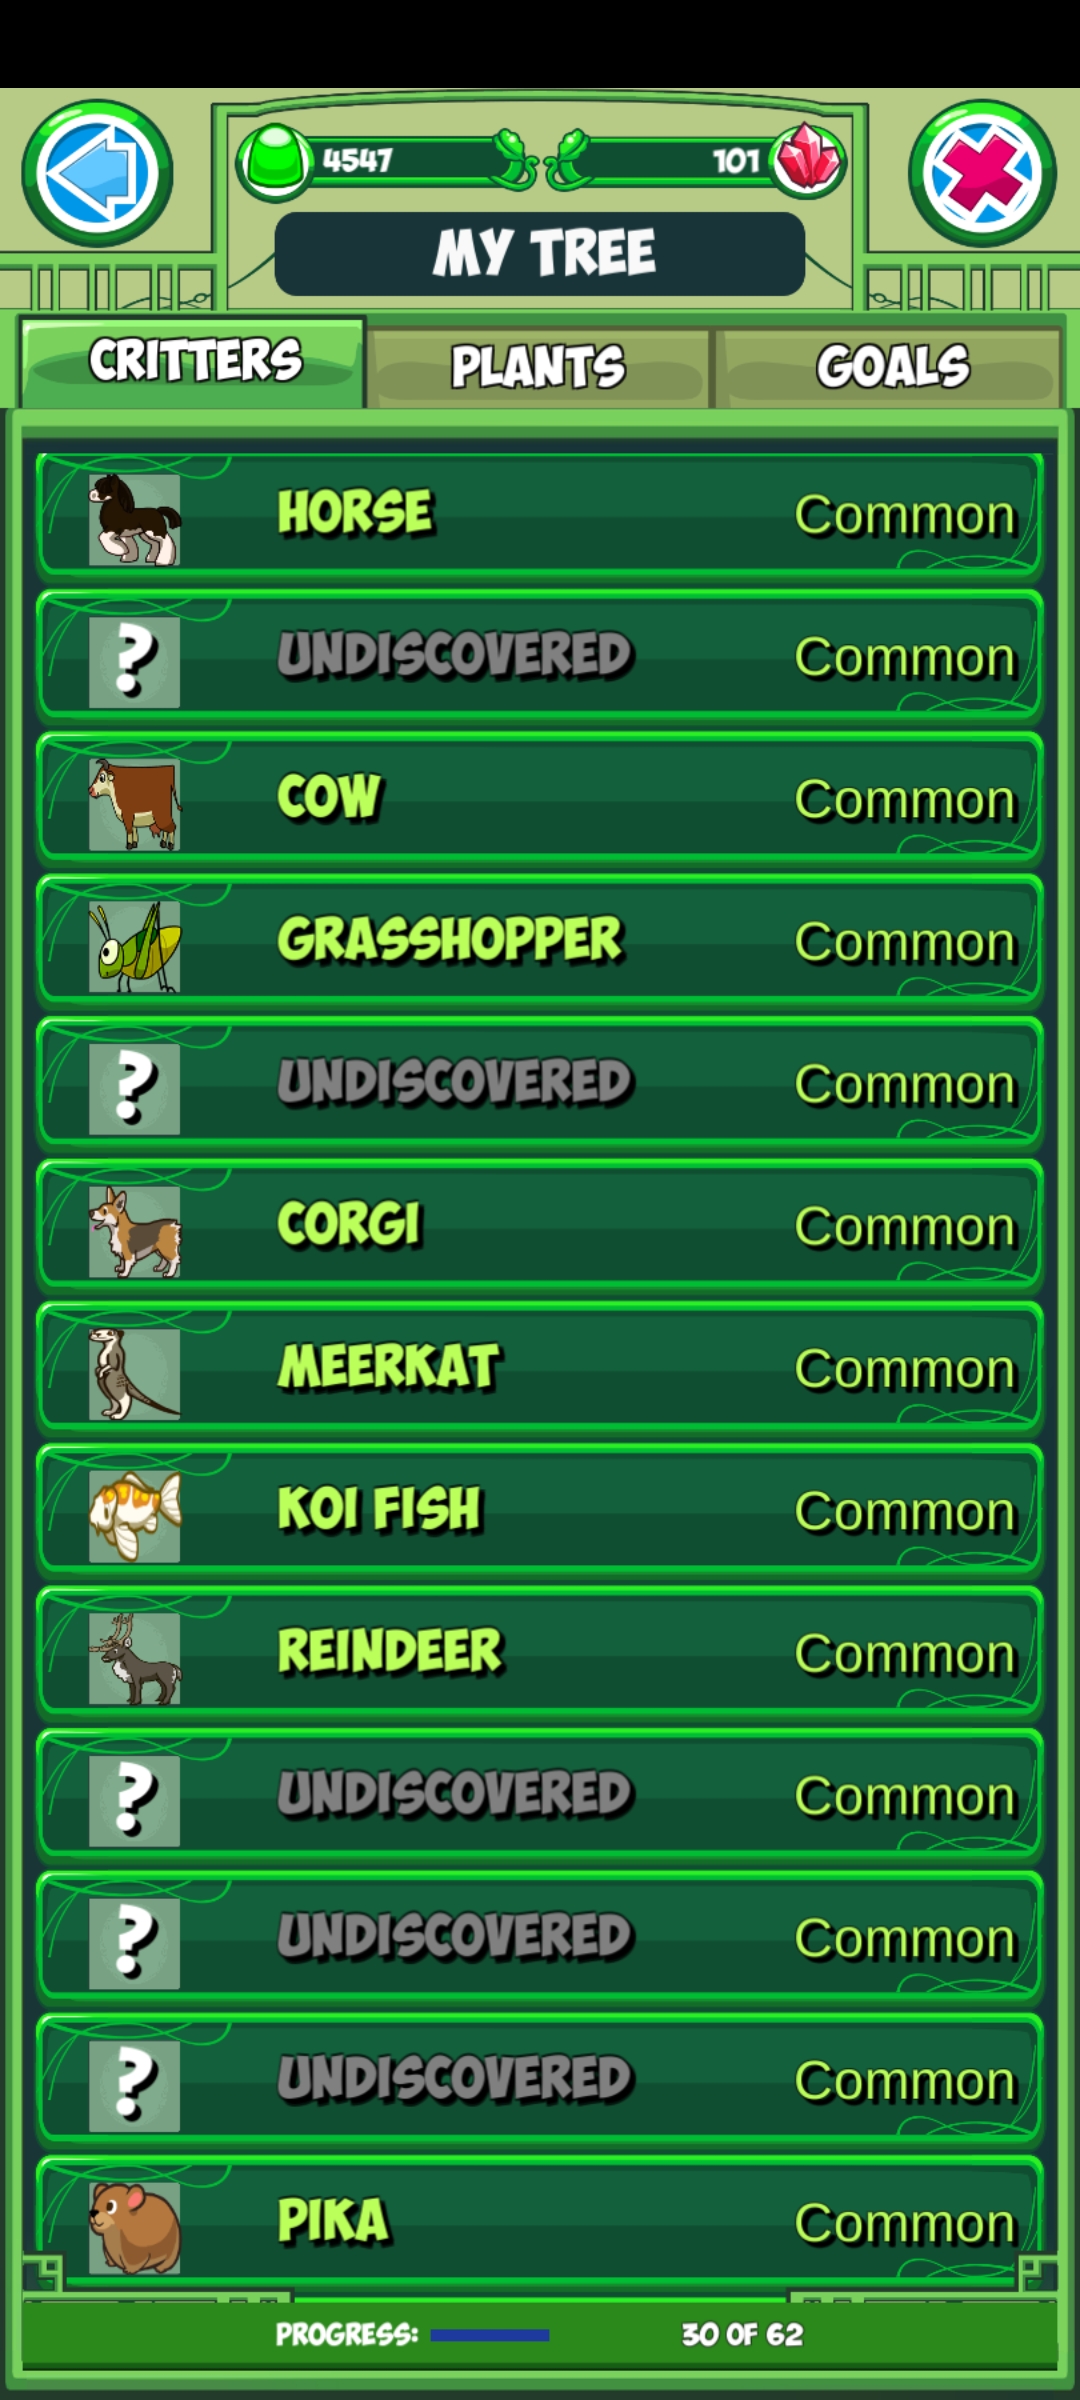 4547 101
MY TREE
CRITTERS PLANTS GOALS
HORSE Common
? UNDISCOVERED Common
COW Common
GRASSHOPPER Common
? UNDISCOVERED Common
CORGI Common
MEERKAT Common
KOI FISH Common
REINDEER Common
? UNDISCOVERED Common
? UNDISCOVERED Common
? UNDISCOVERED Common
PIKA Common
PROGRESS: 30 OF 62